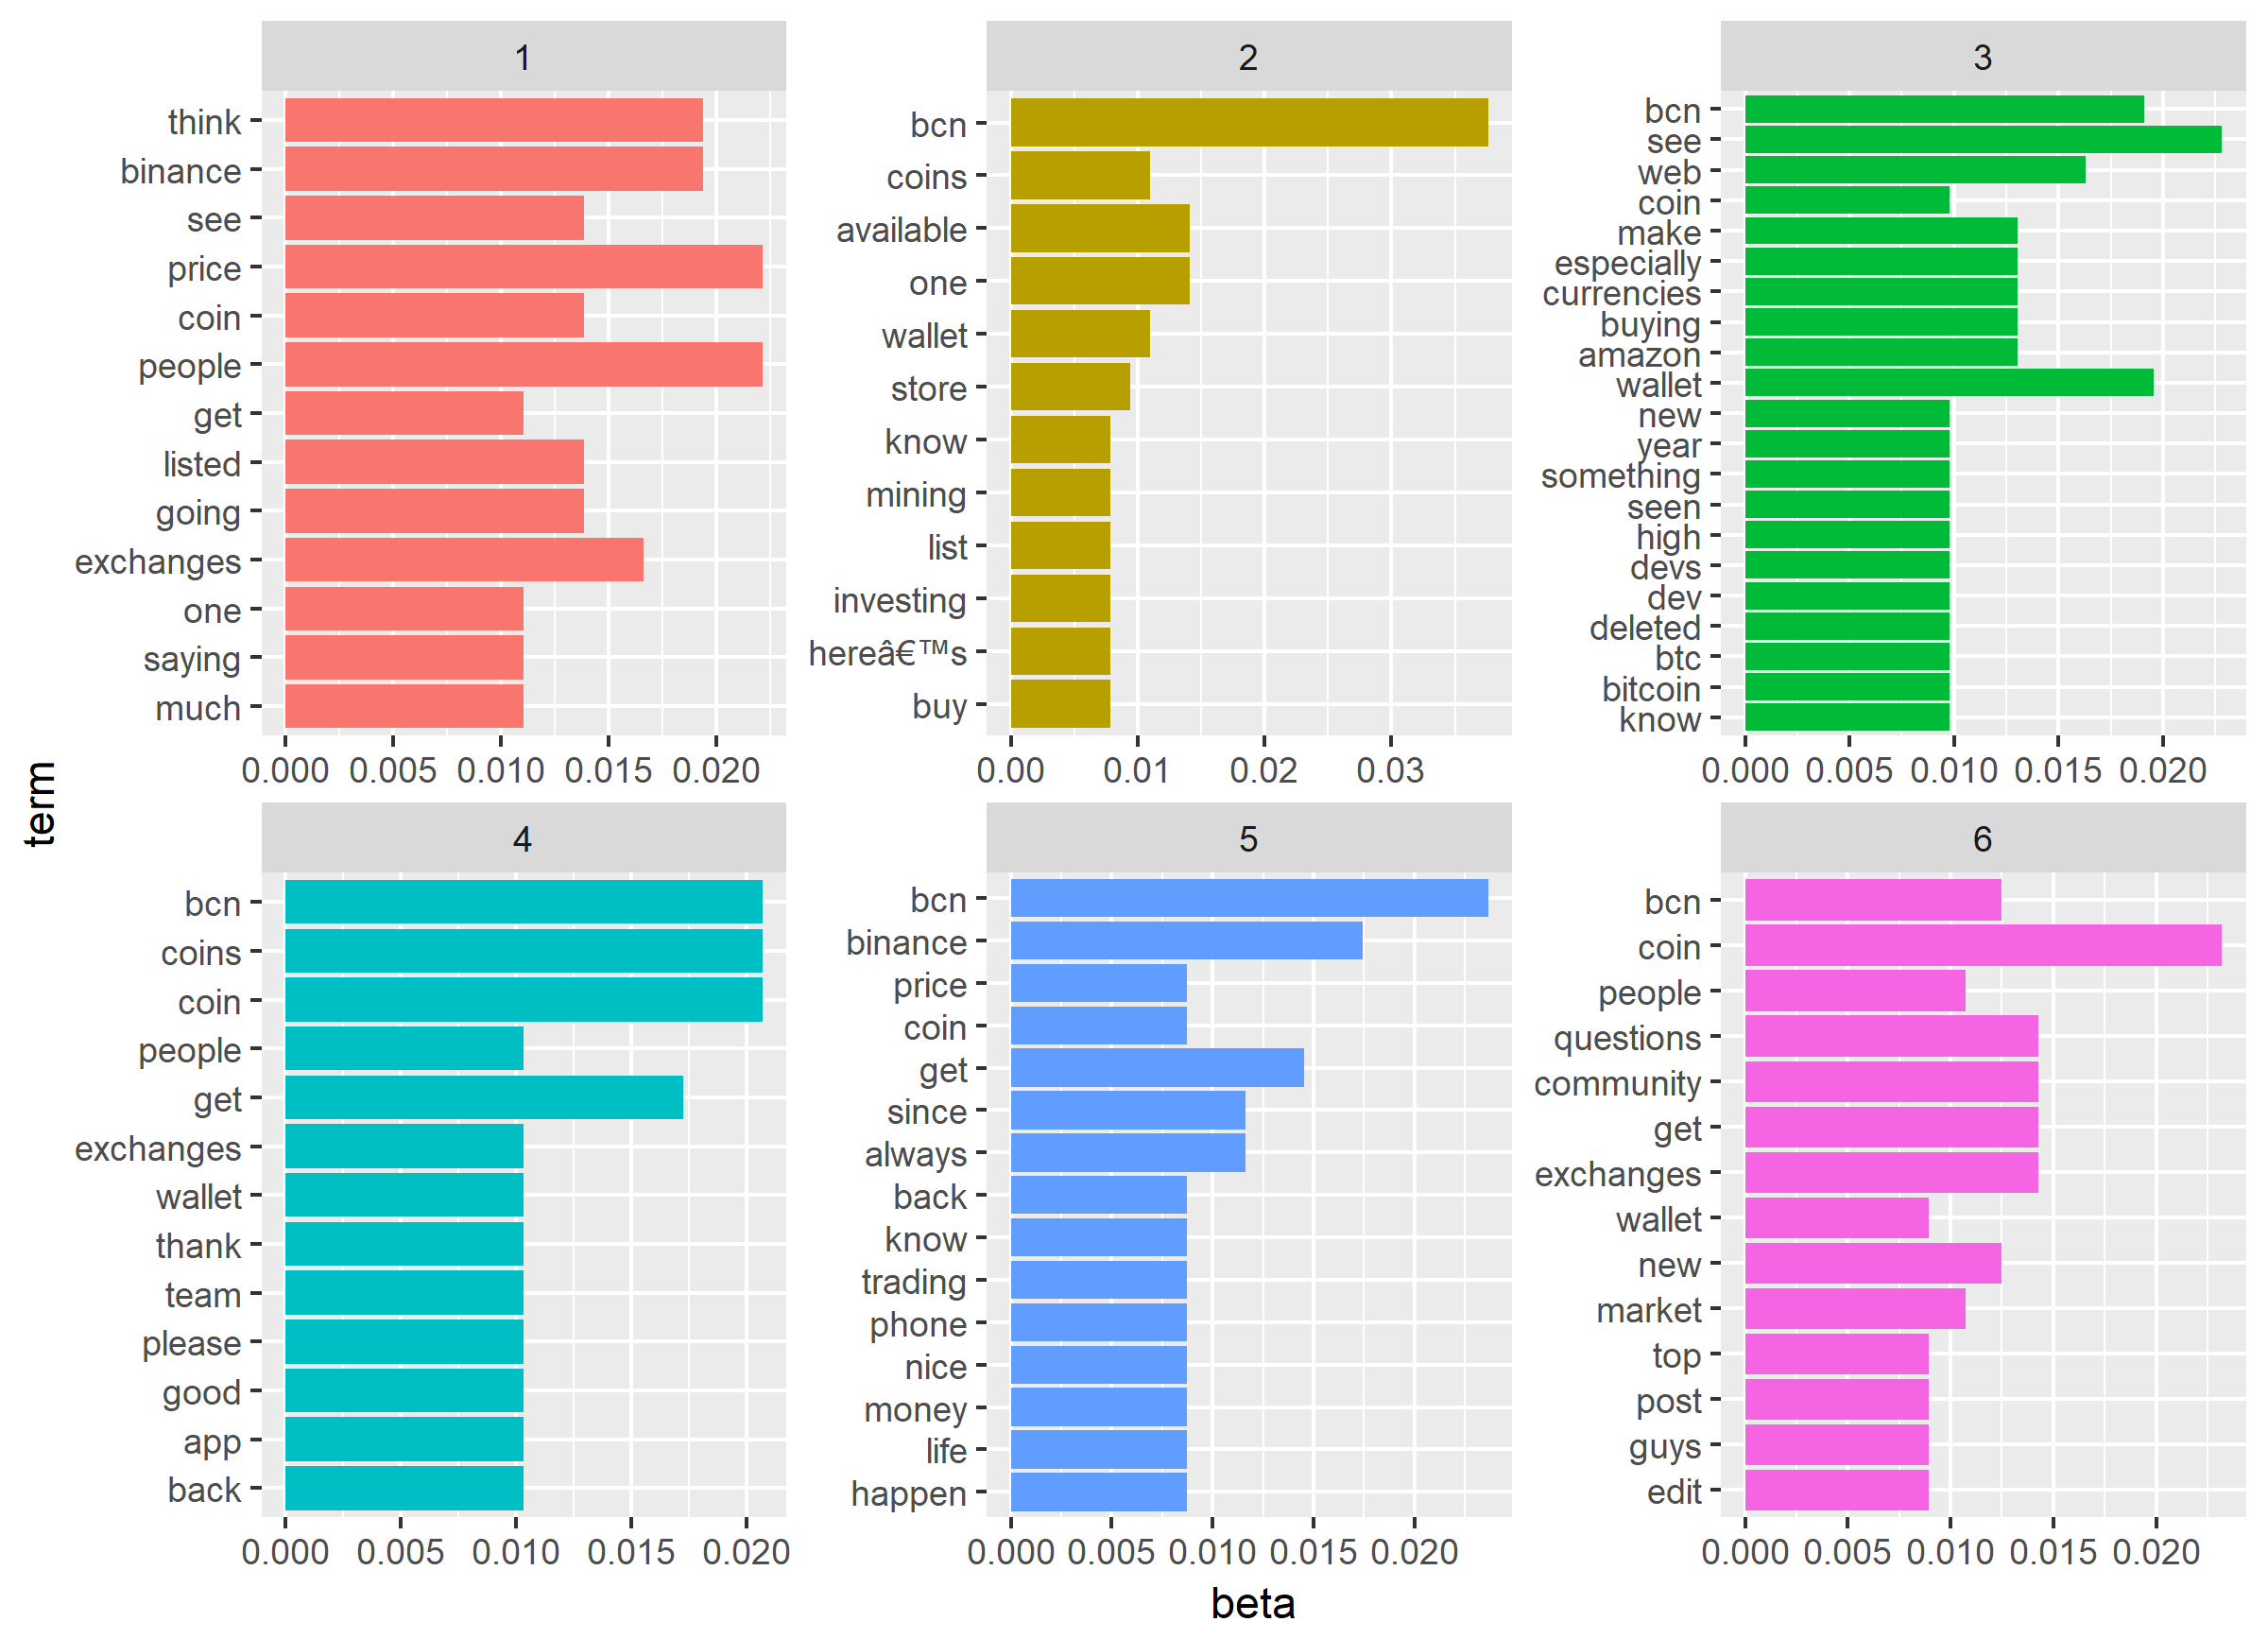 term
1
think
binance
see
price
coin
people
get
listed
going
exchanges
one
saying
much
0.000 0.005 0.010 0.015 0.020
2
bcn
coins
available
one
wallet
store
know
mining
list
investing
hereâ€™s
buy
0.00 0.01 0.02 0.03
3
bcn
see
web
coin
make
especially
currencies
buying
amazon
wallet
new
year
something
seen
high
devs
dev
deleted
btc
bitcoin
know
0.000 0.005 0.010 0.015 0.020
4
bcn
coins
coin
people
get
exchanges
wallet
thank
team
please
good
app
back
0.000 0.005 0.010 0.015 0.020
5
bcn
binance
price
coin
get
since
always
back
know
trading
phone
nice
money
life
happen
0.000 0.005 0.010 0.015 0.020
6
bcn
coin
people
questions
community
get
exchanges
wallet
new
market
top
post
guys
edit
0.000 0.005 0.010 0.015 0.020
beta